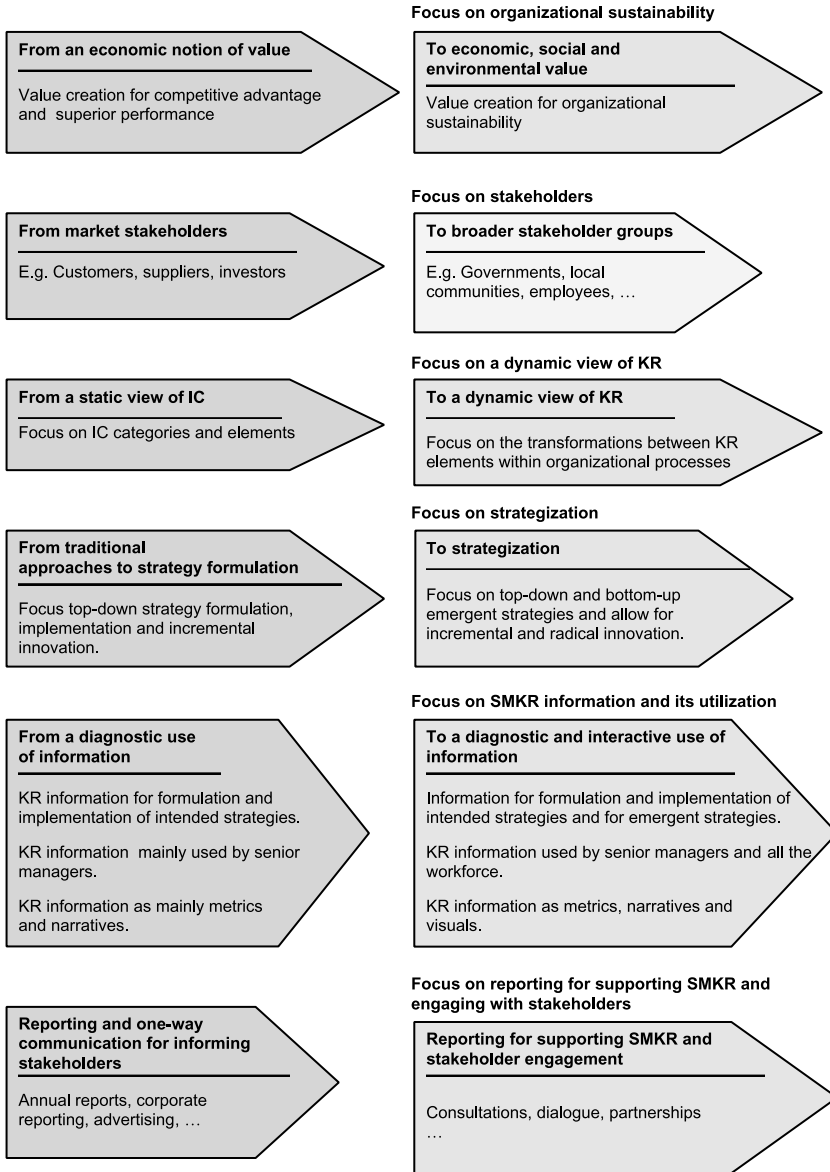 Focus on organizational sustainability
From an economic notion of value
Value creation for competitive advantage
and superior performance
To economic, social and
environmental value
Value creation for organizational
sustainability
Focus on stakeholders
From market stakeholders
E.g. Customers, suppliers, investors
To broader stakeholder groups
E.g. Governments, local
communities, employees, …
Focus on a dynamic view of KR
From a static view of IC
Focus on IC categories and elements
To a dynamic view of KR
Focus on the transformations between KR
elements within organizational processes
Focus on strategization
From traditional
approaches to strategy formulation
Focus top-down strategy formulation,
implementation and incremental
innovation.
To strategization
Focus on top-down and bottom-up
emergent strategies and allow for
incremental and radical innovation.
Focus on SMKR information and its utilization
From a diagnostic use
of information
KR information for formulation and
implementation of intended strategies.
KR information mainly used by senior
managers.
KR information as mainly metrics
and narratives.
To a diagnostic and interactive use of
information
Information for formulation and implementation of
intended strategies and for emergent strategies.
KR information used by senior managers and all the
workforce.
KR information as metrics, narratives and
visuals.
Focus on reporting for supporting SMKR and
engaging with stakeholders
Reporting and one-way
communication for informing
stakeholders
Annual reports, corporate
reporting, advertising, …
Reporting for supporting SMKR and
stakeholder engagement
Consultations, dialogue, partnerships
…